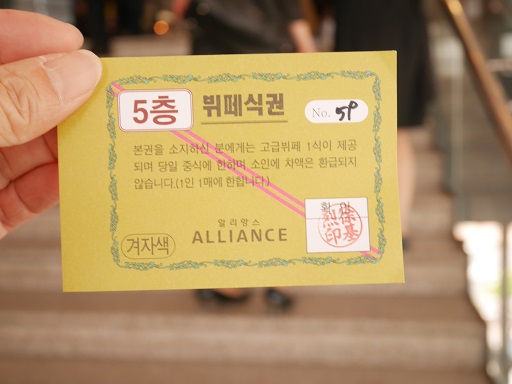 5층 뷔페식권 No. 59
본권을 소지하신 분에게는 고급뷔페 1식이 제공
되며 당일 중식에 한하며 소인에 차액은 환급되지
않습니다.(1인 1매에 한합니다)
확인
알리앙스
겨자색 ALLIANCE